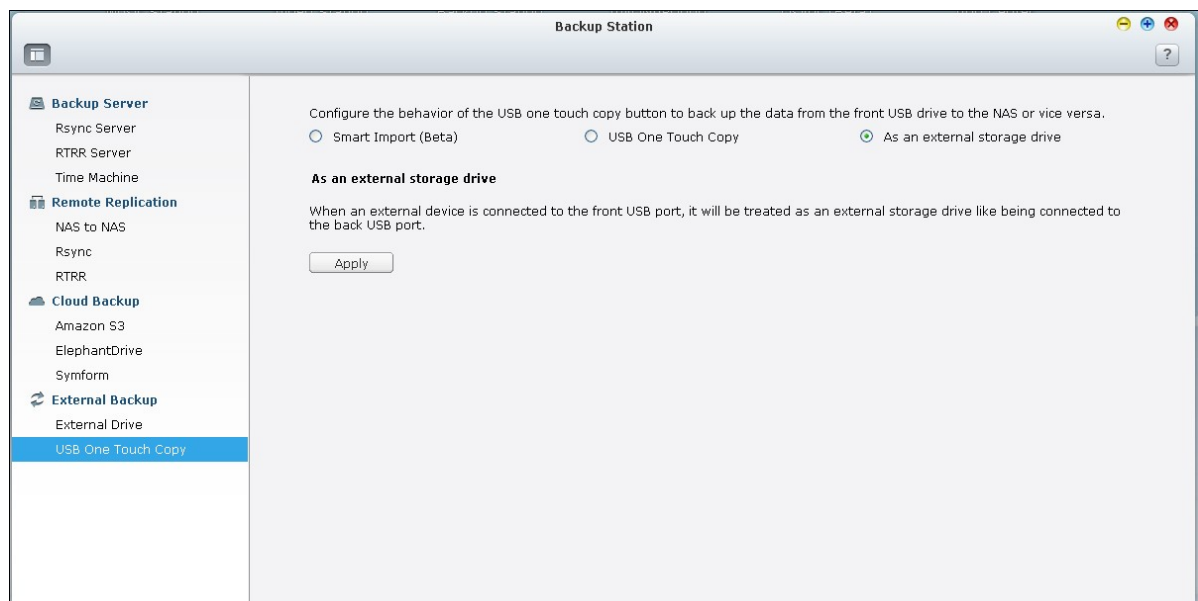 Backup Station
?
Backup Server
Rsync Server
RTRR Server
Time Machine
Remote Replication
NAS to NAS
Rsync
RTRR
Cloud Backup
Amazon S3
ElephantDrive
Symform
External Backup
External Drive
USB One Touch Copy
Configure the behavior of the USB one touch copy button to back up the data from the front USB drive to the NAS or vice versa.
Smart Import (Beta) USB One Touch Copy As an external storage drive
As an external storage drive
When an external device is connected to the front USB port, it will be treated as an external storage drive like being connected to
the back USB port.
Apply